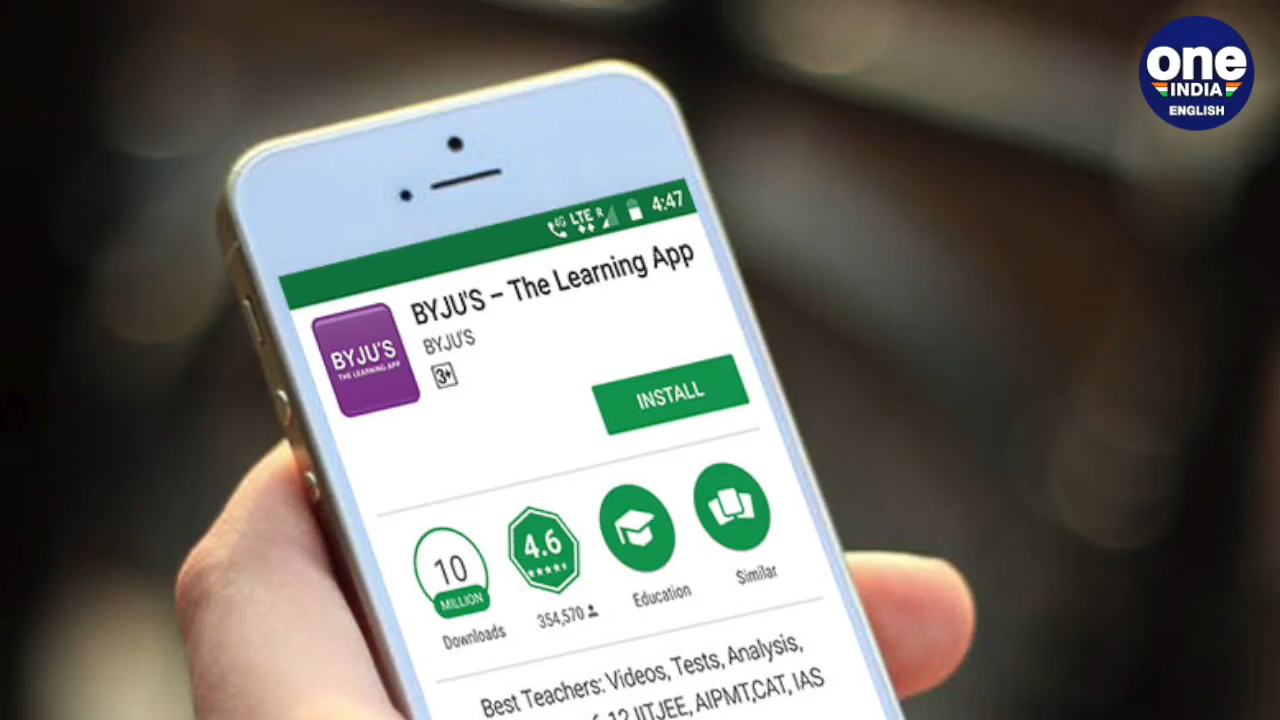 one
INDIA
ENGLISH
4G LTE R 4:47
BYJU'S – The Learning App
BYJU'S
3+
BYJU'S
THE LEARNING APP
INSTALL
10
MILLION
Downloads
4.6
354,570
Education
Similar
Best Teachers: Videos, Tests, Analysis,
12 IITJEE, AIPMT,CAT, IAS